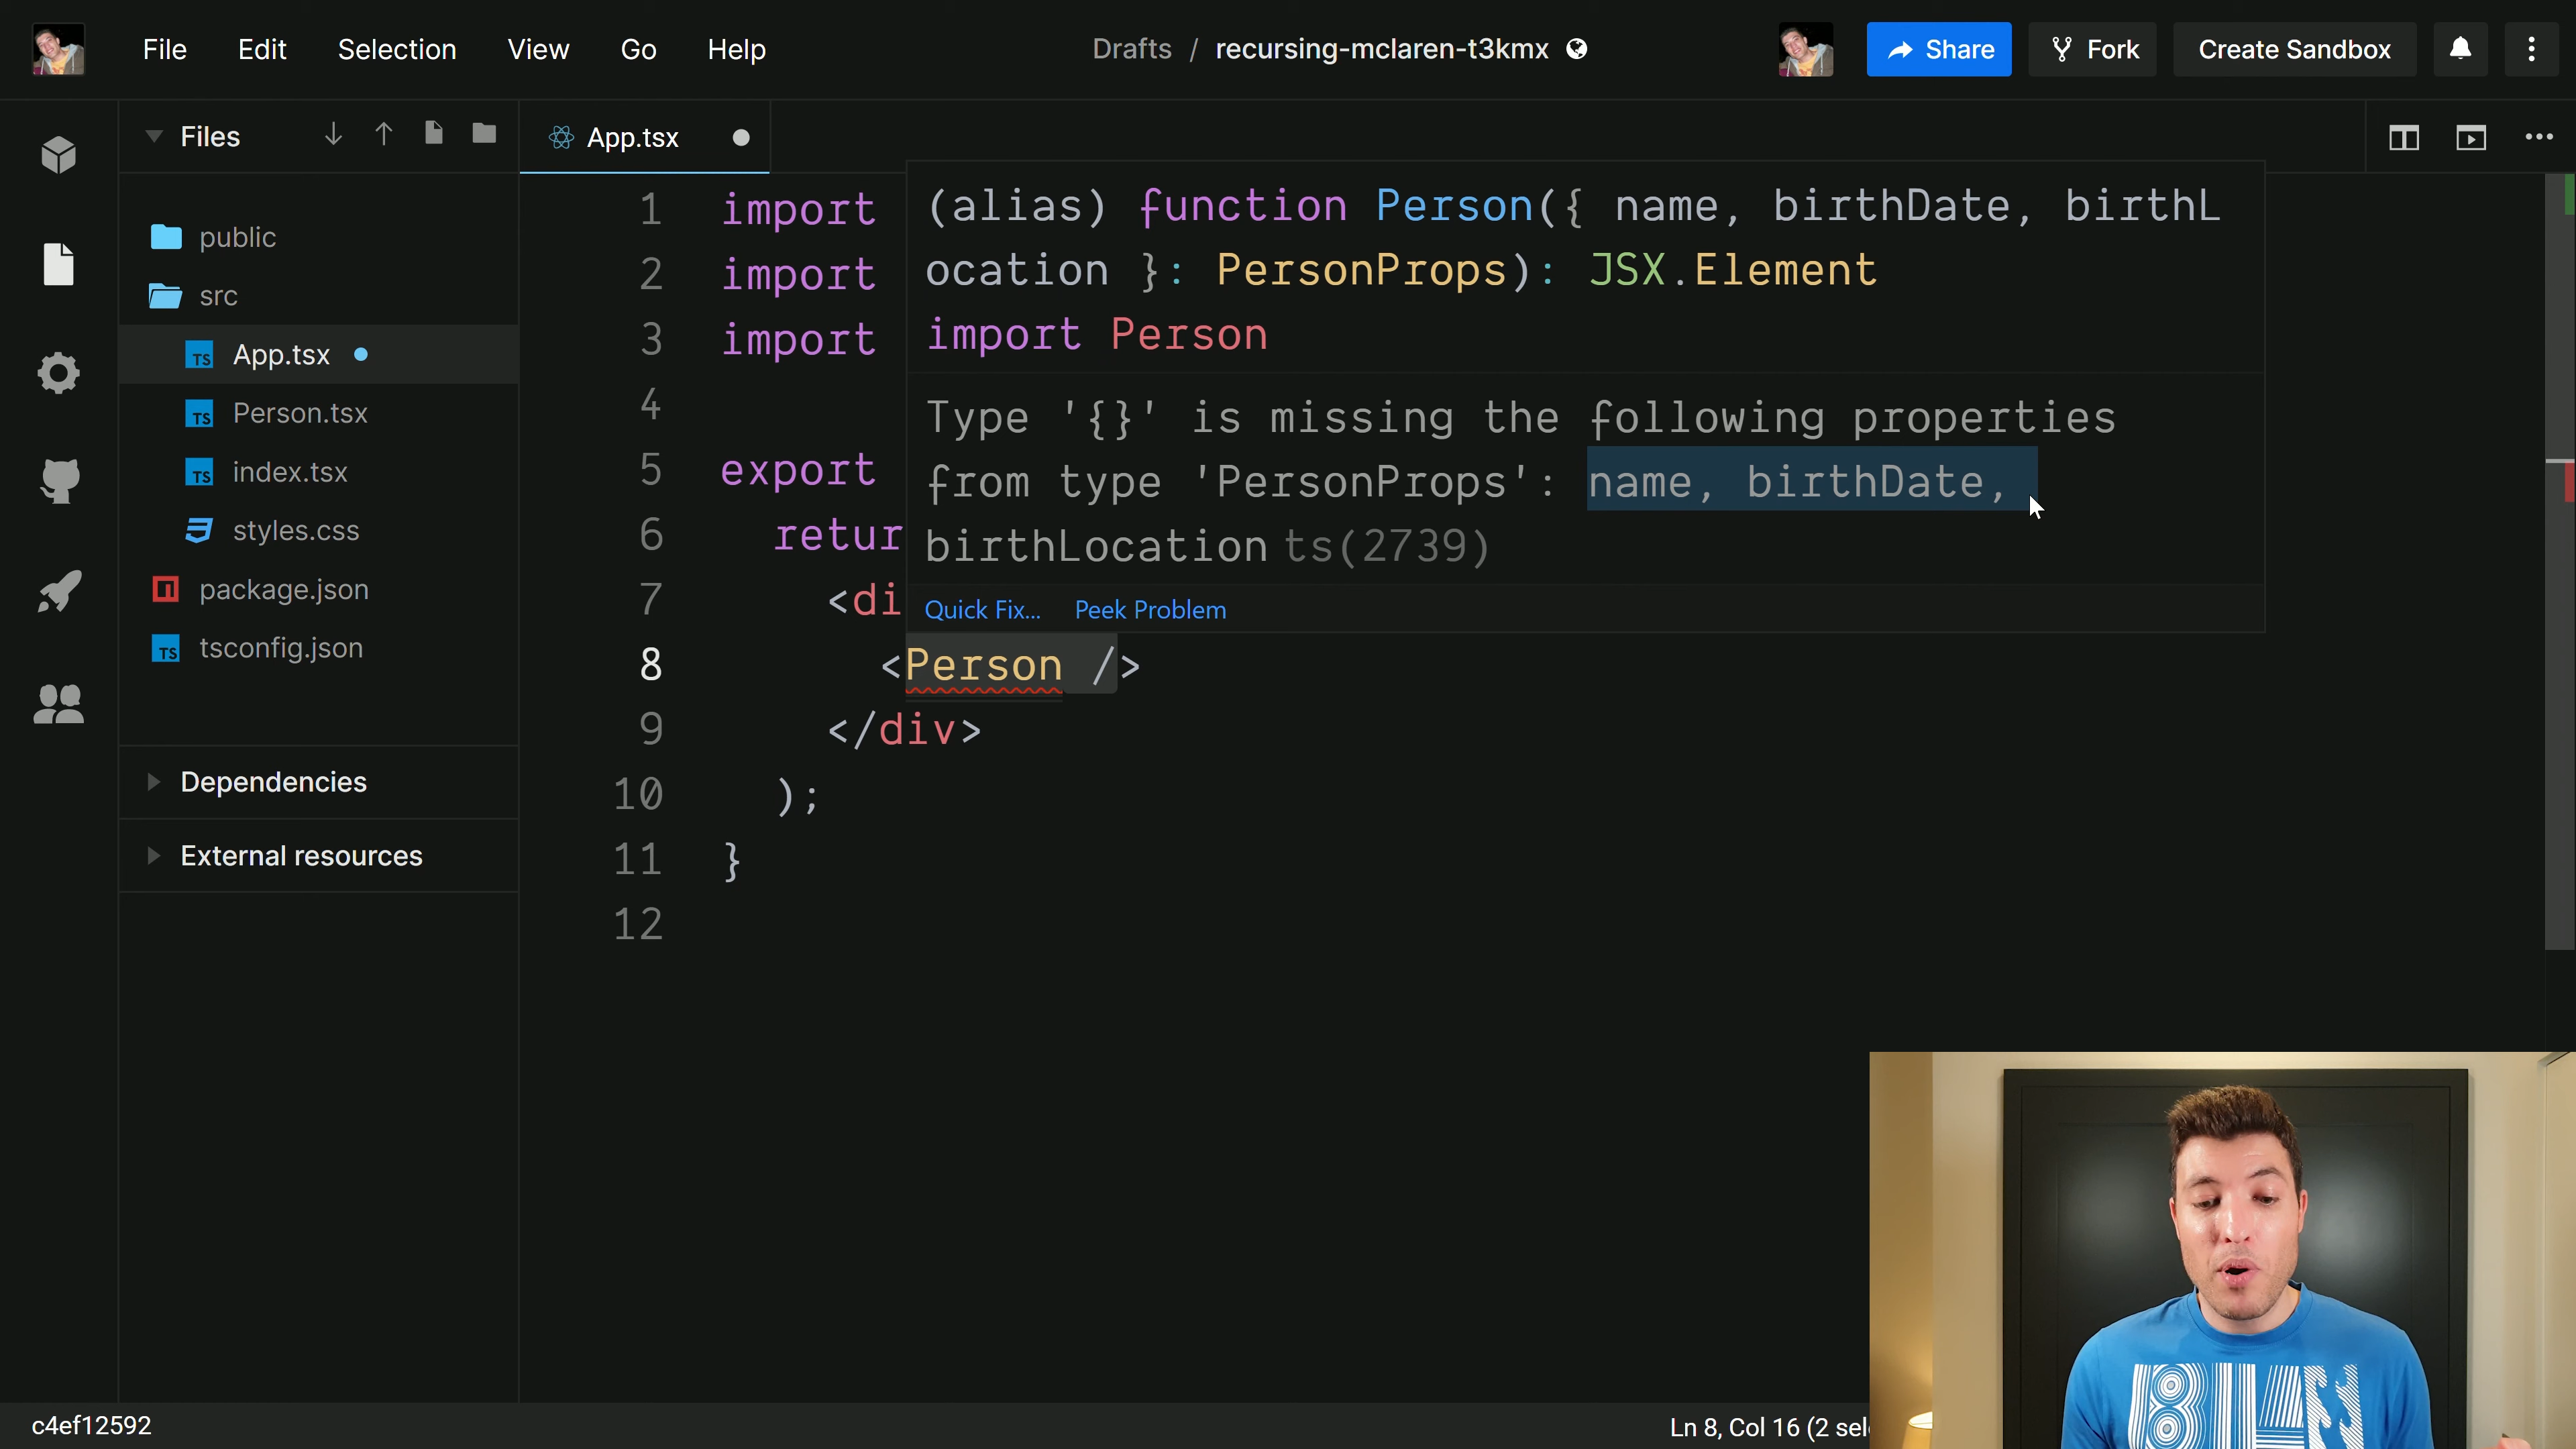 File Edit Selection View Go Help
Drafts / recursing-mclaren-t3kmx
Share
Fork
Create Sandbox
Files
App.tsx
public
src
App.tsx
Person.tsx
index.tsx
styles.css
package.json
tsconfig.json
Dependencies
External resources
(alias) function Person({ name, birthDate, birthL
ocation }: PersonProps): JSX.Element
import Person
Type '{}' is missing the following properties
from type 'PersonProps': name, birthDate,
birthLocation ts(2739)
Quick Fix... Peek Problem
1 import
2 import
3 import
4
5 export
6 retur
7 <di
8 <Person />
9 </div>
10 );
11 }
12
c4ef12592
Ln 8, Col 16 (2 sel